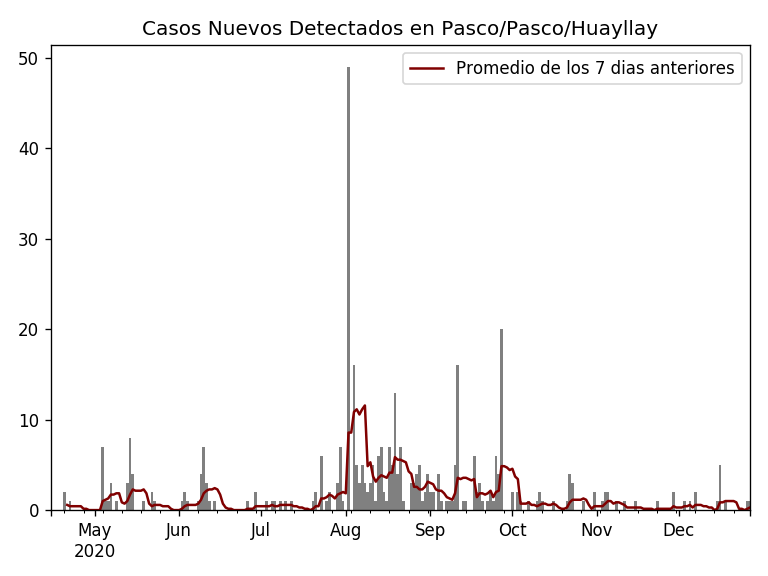 Casos Nuevos Detectados en Pasco/Pasco/Huayllay
Promedio de los 7 dias anteriores
50
40
30
20
10
0
May Jun Jul Aug Sep Oct Nov Dec
2020